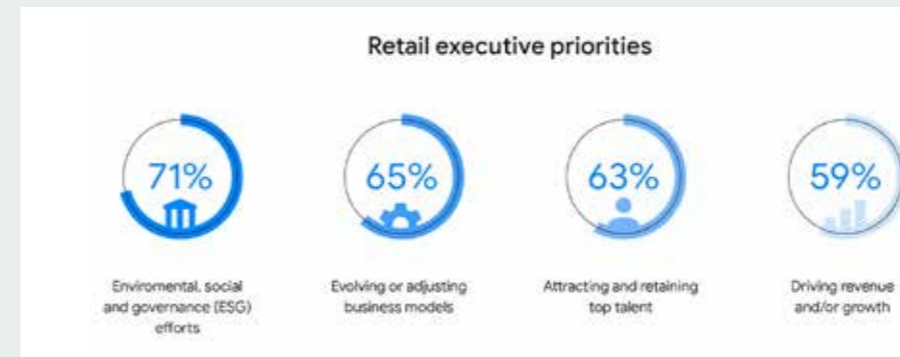 Retail executive priorities
71%
65%
63%
59%
Enviromental, social
and governance (ESG)
efforts
Evolving or adjusting
business models
Attracting and retaining
top talent
Driving revenue
and/or growth